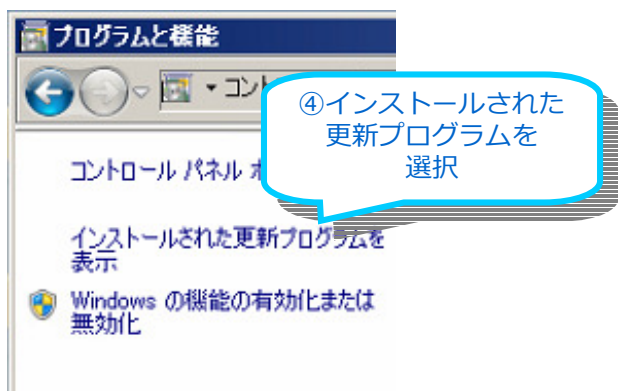 プログラムと機能
コント
④インストールされた
更新プログラムを
選択
コントロール パネル ホ
インストールされた更新プログラムを
表示
Windows の機能の有効化または
無効化